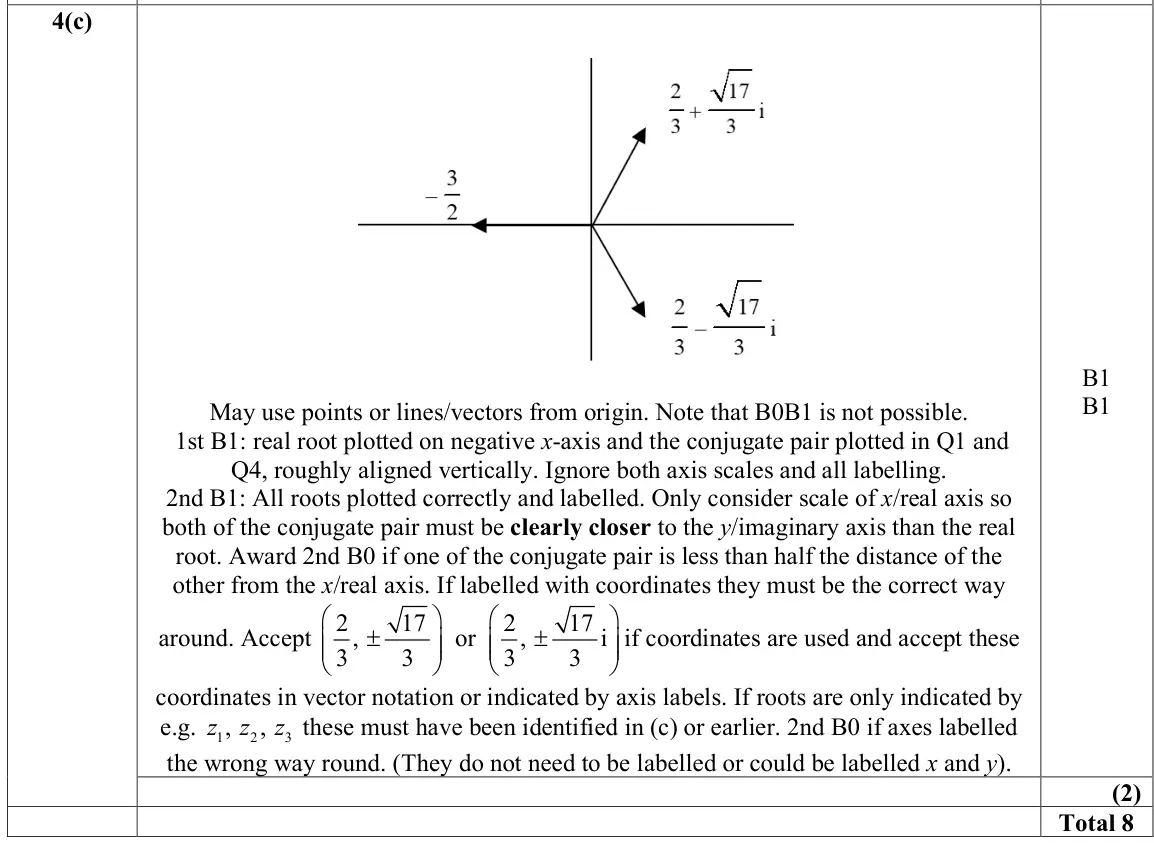 4(c)
2/3 + √17/3 i
− 3/2
2/3 − √17/3 i
May use points or lines/vectors from origin. Note that B0B1 is not possible.
1st B1: real root plotted on negative x-axis and the conjugate pair plotted in Q1 and
Q4, roughly aligned vertically. Ignore both axis scales and all labelling.
2nd B1: All roots plotted correctly and labelled. Only consider scale of x/real axis so
both of the conjugate pair must be clearly closer to the y/imaginary axis than the real
root. Award 2nd B0 if one of the conjugate pair is less than half the distance of the
other from the x/real axis. If labelled with coordinates they must be the correct way
around. Accept (2/3, ± √17/3) or (2/3, ± √17/3 i) if coordinates are used and accept these
coordinates in vector notation or indicated by axis labels. If roots are only indicated by
e.g. z₁, z₂, z₃ these must have been identified in (c) or earlier. 2nd B0 if axes labelled
the wrong way round. (They do not need to be labelled or could be labelled x and y).
B1
B1
(2)
Total 8